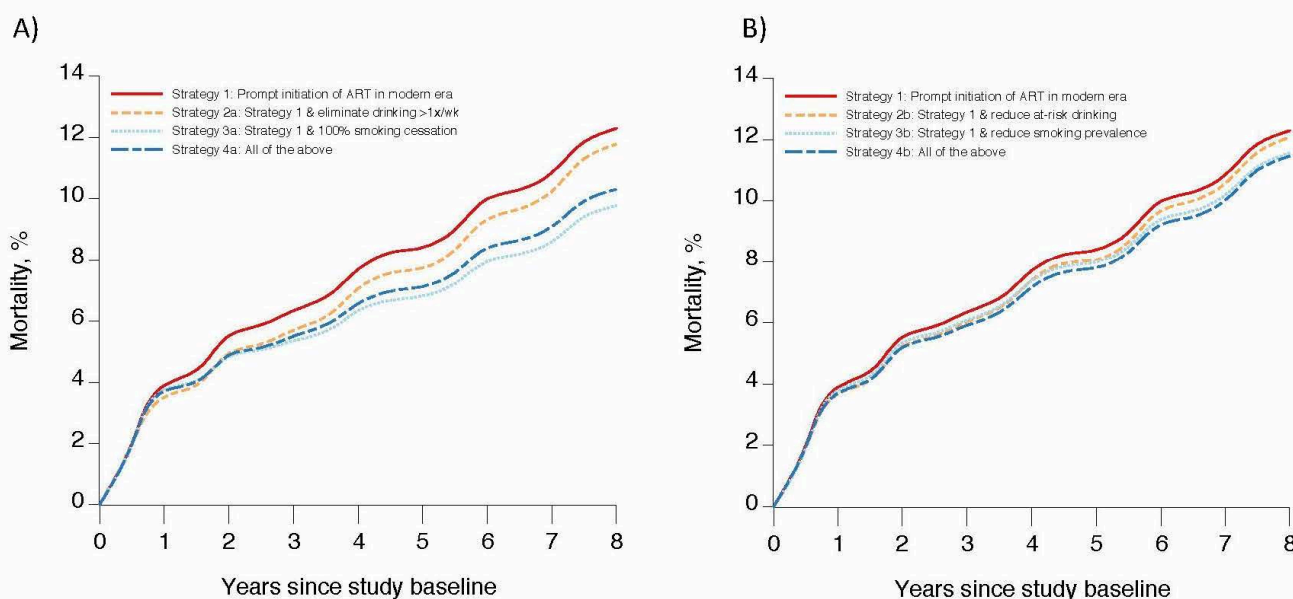 A)
14
12
10
8
6
4
2
0
Mortality, %
Strategy 1: Prompt initiation of ART in modern era
Strategy 2a: Strategy 1 & eliminate drinking >1x/wk
Strategy 3a: Strategy 1 & 100% smoking cessation
Strategy 4a: All of the above
0 1 2 3 4 5 6 7 8
Years since study baseline
B)
14
12
10
8
6
4
2
0
Mortality, %
Strategy 1: Prompt initiation of ART in modern era
Strategy 2b: Strategy 1 & reduce at-risk drinking
Strategy 3b: Strategy 1 & reduce smoking prevalence
Strategy 4b: All of the above
0 1 2 3 4 5 6 7 8
Years since study baseline